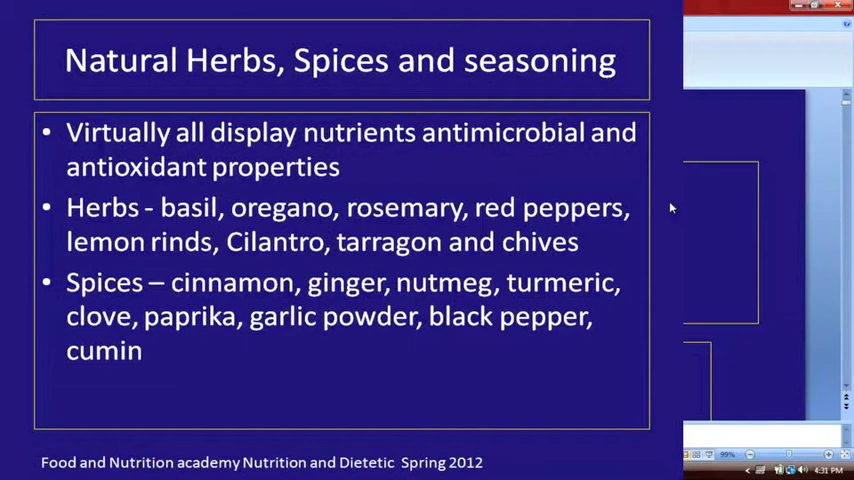 Natural Herbs, Spices and seasoning
• Virtually all display nutrients antimicrobial and
antioxidant properties
• Herbs - basil, oregano, rosemary, red peppers,
lemon rinds, Cilantro, tarragon and chives
• Spices – cinnamon, ginger, nutmeg, turmeric,
clove, paprika, garlic powder, black pepper,
cumin
Food and Nutrition academy Nutrition and Dietetic Spring 2012
99%
4:31 PM